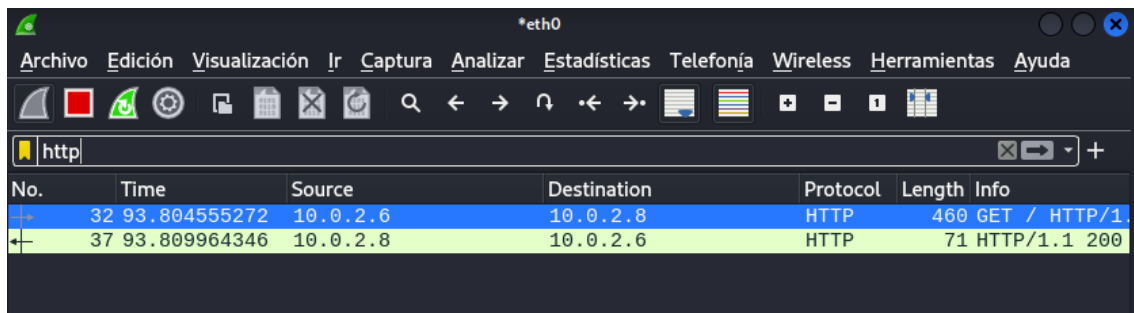 *eth0
Archivo Edición Visualización Ir Captura Analizar Estadísticas Telefonía Wireless Herramientas Ayuda
http
No. Time Source Destination Protocol Length Info
32 93.804555272 10.0.2.6 10.0.2.8 HTTP 460 GET / HTTP/1.
37 93.809964346 10.0.2.8 10.0.2.6 HTTP 71 HTTP/1.1 200